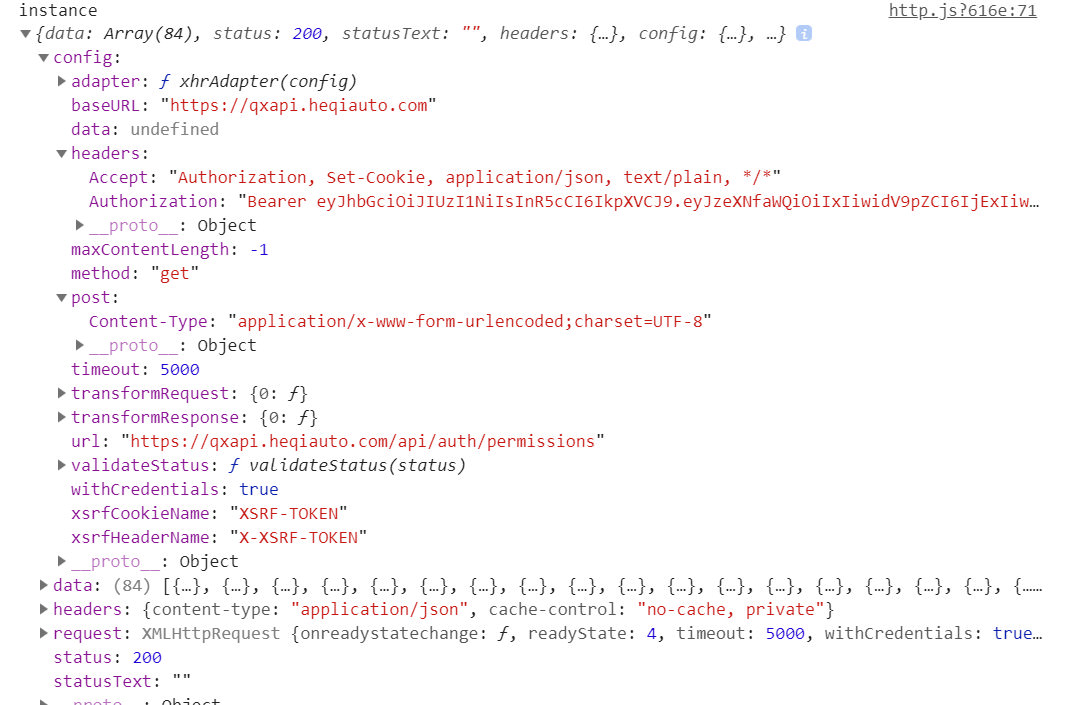 instance http.js?616e:71
{data: Array(84), status: 200, statusText: "", headers: {…}, config: {…}, …} i
config:
adapter: ƒ xhrAdapter(config)
baseURL: "https://qxapi.heqiauto.com"
data: undefined
headers:
Accept: "Authorization, Set-Cookie, application/json, text/plain, */*"
Authorization: "Bearer eyJhbGciOiJIUzI1NiIsInR5cCI6IkpXVCJ9.eyJzeXNfaWQiOiIxIiwidV9pZCI6IjExIiw…
__proto__: Object
maxContentLength: -1
method: "get"
post:
Content-Type: "application/x-www-form-urlencoded;charset=UTF-8"
__proto__: Object
timeout: 5000
transformRequest: {0: ƒ}
transformResponse: {0: ƒ}
url: "https://qxapi.heqiauto.com/api/auth/permissions"
validateStatus: ƒ validateStatus(status)
withCredentials: true
xsrfCookieName: "XSRF-TOKEN"
xsrfHeaderName: "X-XSRF-TOKEN"
__proto__: Object
data: (84) [{…}, {…}, {…}, {…}, {…}, {…}, {…}, {…}, {…}, {…}, {…}, {…}, {…}, {…}, {…}, {…}, {…}, {……
headers: {content-type: "application/json", cache-control: "no-cache, private"}
request: XMLHttpRequest {onreadystatechange: ƒ, readyState: 4, timeout: 5000, withCredentials: true…
status: 200
statusText: ""
__proto__: Object